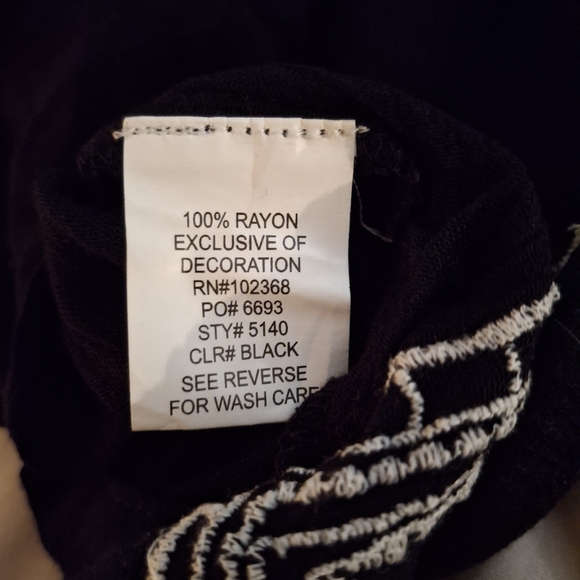 100% RAYON
EXCLUSIVE OF
DECORATION
RN#102368
PO# 6693
STY# 5140
CLR# BLACK
SEE REVERSE
FOR WASH CARE